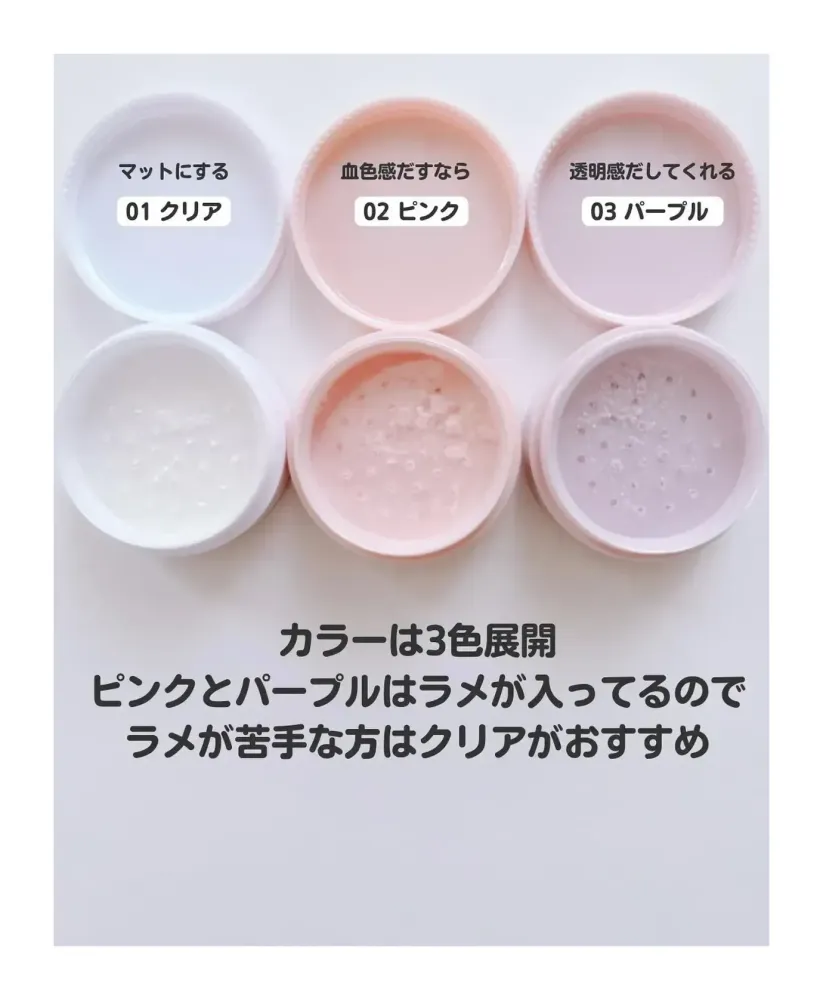 マットにする
01 クリア
血色感だすなら
02 ピンク
透明感だしてくれる
03 パープル
カラーは3色展開
ピンクとパープルはラメが入ってるので
ラメが苦手な方はクリアがおすすめ